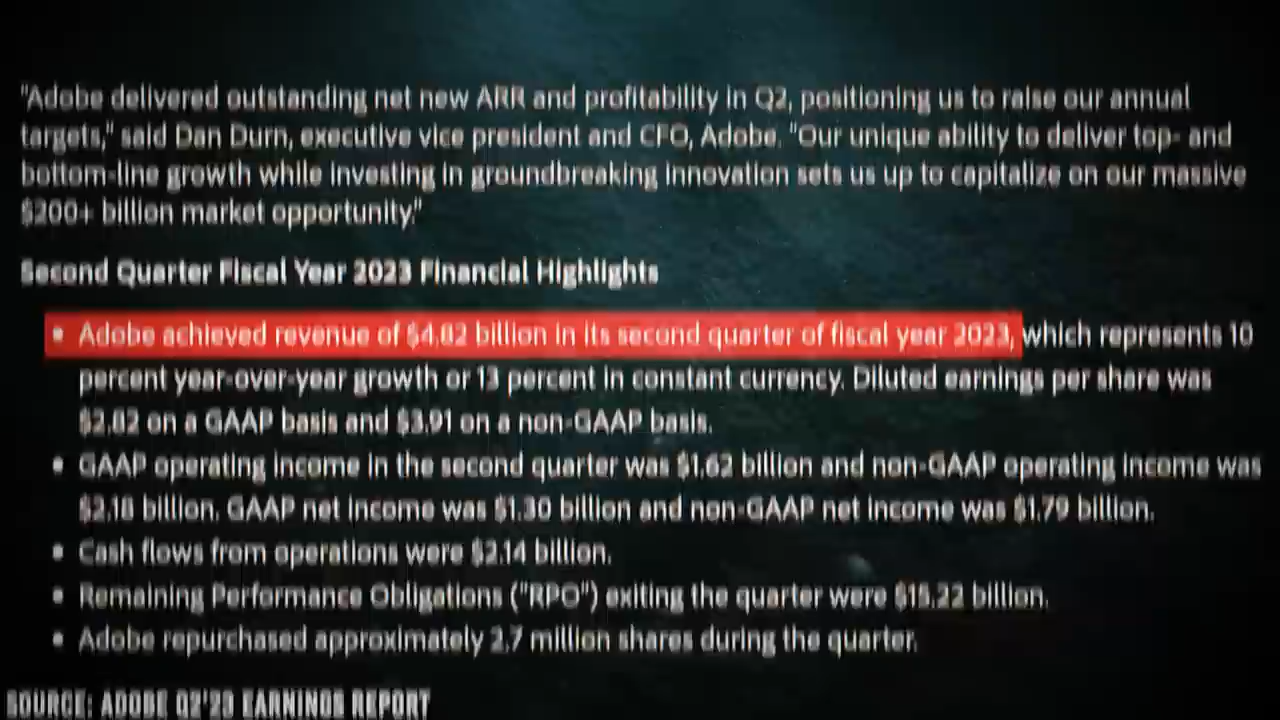 "Adobe delivered outstanding net new ARR and profitability in Q2, positioning us to raise our annual
targets," said Dan Durn, executive vice president and CFO, Adobe. "Our unique ability to deliver top- and
bottom-line growth while investing in groundbreaking innovation sets us up to capitalize on our massive
$200+ billion market opportunity."
Second Quarter Fiscal Year 2023 Financial Highlights
• Adobe achieved revenue of $4.82 billion in its second quarter of fiscal year 2023, which represents 10
percent year-over-year growth or 13 percent in constant currency. Diluted earnings per share was
$2.82 on a GAAP basis and $3.91 on a non-GAAP basis.
• GAAP operating income in the second quarter was $1.62 billion and non-GAAP operating income was
$2.18 billion. GAAP net income was $1.30 billion and non-GAAP net income was $1.79 billion.
• Cash flows from operations were $2.14 billion.
• Remaining Performance Obligations ("RPO") exiting the quarter were $15.22 billion.
• Adobe repurchased approximately 2.7 million shares during the quarter.
SOURCE: ADOBE Q2'23 EARNINGS REPORT